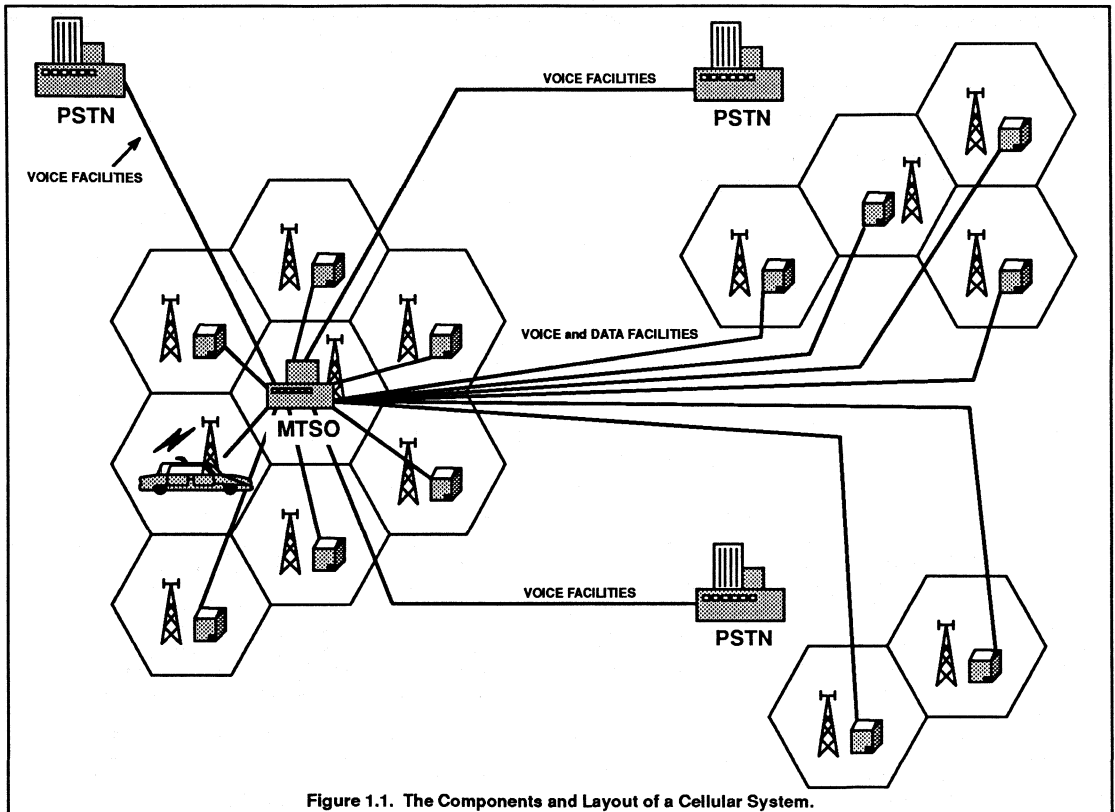 VOICE FACILITIES
PSTN
PSTN
VOICE FACILITIES
VOICE and DATA FACILITIES
MTSO
VOICE FACILITIES
PSTN
Figure 1.1. The Components and Layout of a Cellular System.